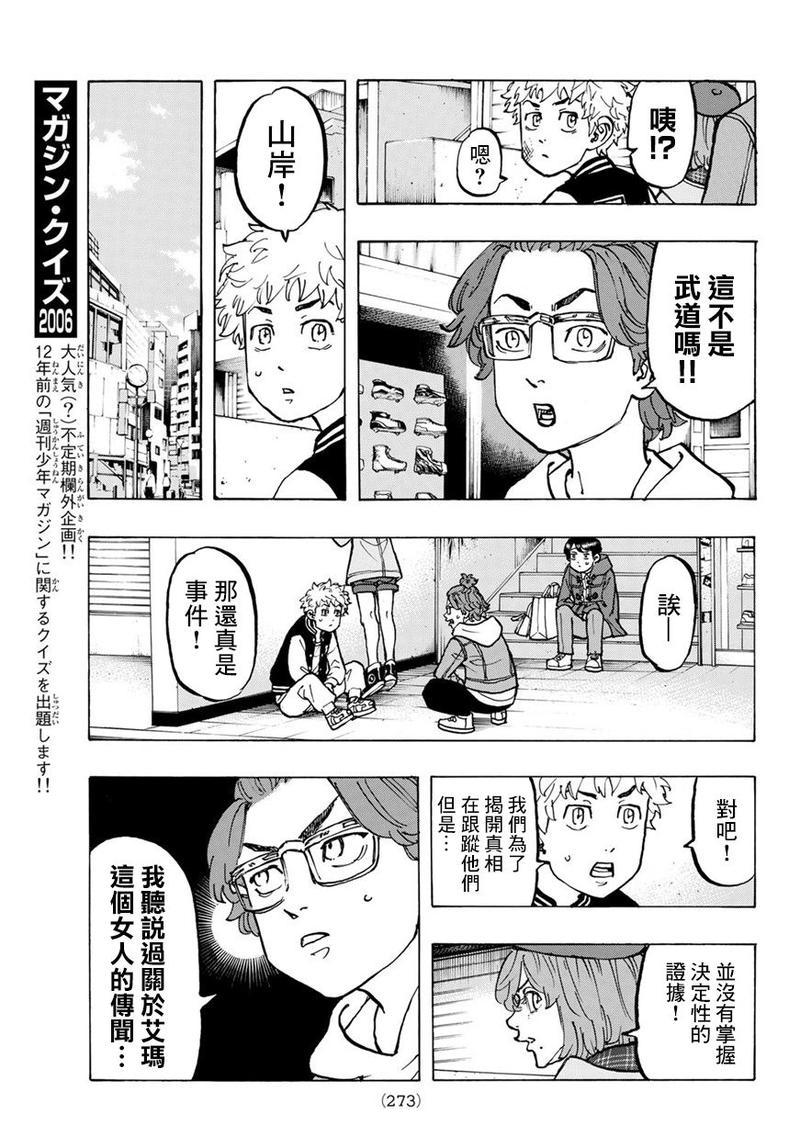 咦!?
嗯?
這不是
武道嗎!!
山岸!
誒—
那還真是
事件!
對吧!
我們為了
揭開真相
在跟蹤他們
但是…
並沒有掌握
決定性的
證據!
我聽說過關於艾瑪
這個女人的傳聞…
マガジン・クイズ2006
大人気(?)不定期欄外企画!!
12年前の「週刊少年マガジン」に関するクイズを出題します!!
(273)